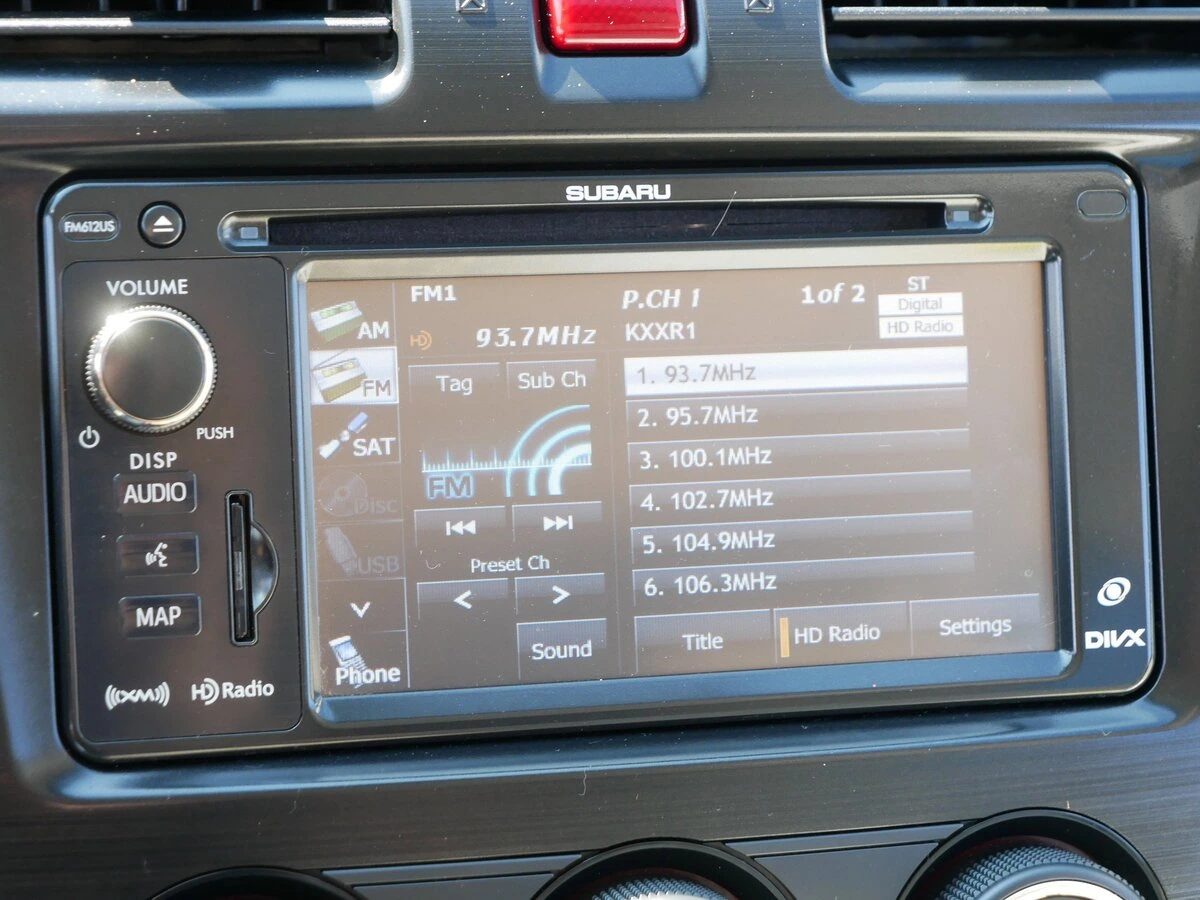 SUBARU
FM612US
VOLUME
PUSH
DISP
AUDIO
MAP
XM
HD Radio
AM
FM
SAT
Disc
USB
Phone
FM1
HD 93.7MHz
Tag Sub Ch
FM
Preset Ch
< >
Sound
P.CH 1 1 of 2
KXXR1
ST
Digital
HD Radio
1. 93.7MHz
2. 95.7MHz
3. 100.1MHz
4. 102.7MHz
5. 104.9MHz
6. 106.3MHz
Title HD Radio Settings
DIVX